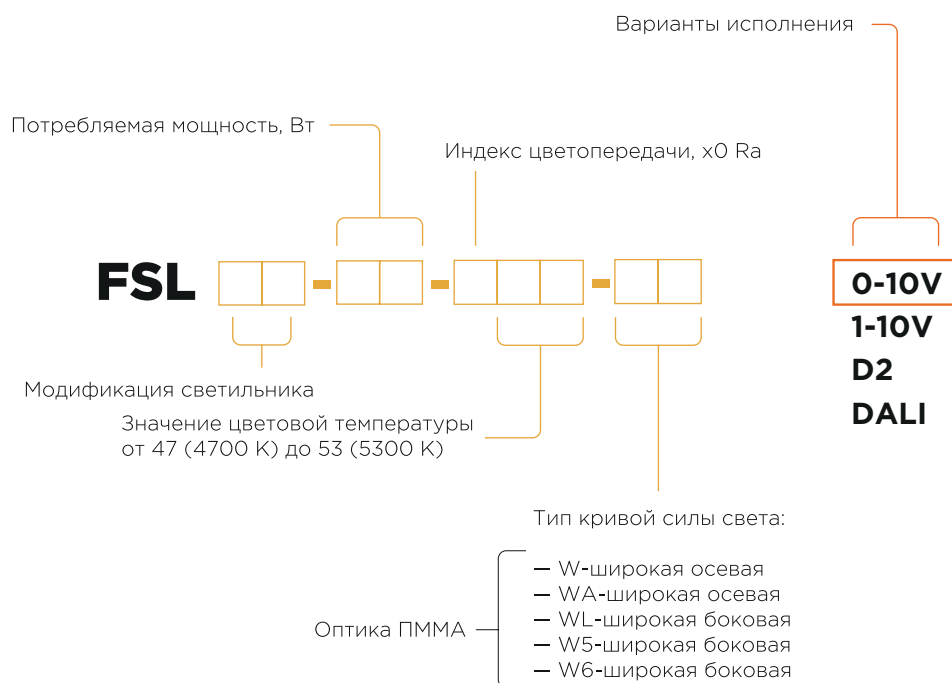 Варианты исполнения
Потребляемая мощность, Вт
Индекс цветопередачи, х0 Ra
FSL
0-10V
1-10V
D2
DALI
Модификация светильника
Значение цветовой температуры
от 47 (4700 К) до 53 (5300 К)
Тип кривой силы света:
Оптика ПММА
— W-широкая осевая
— WA-широкая осевая
— WL-широкая боковая
— W5-широкая боковая
— W6-широкая боковая